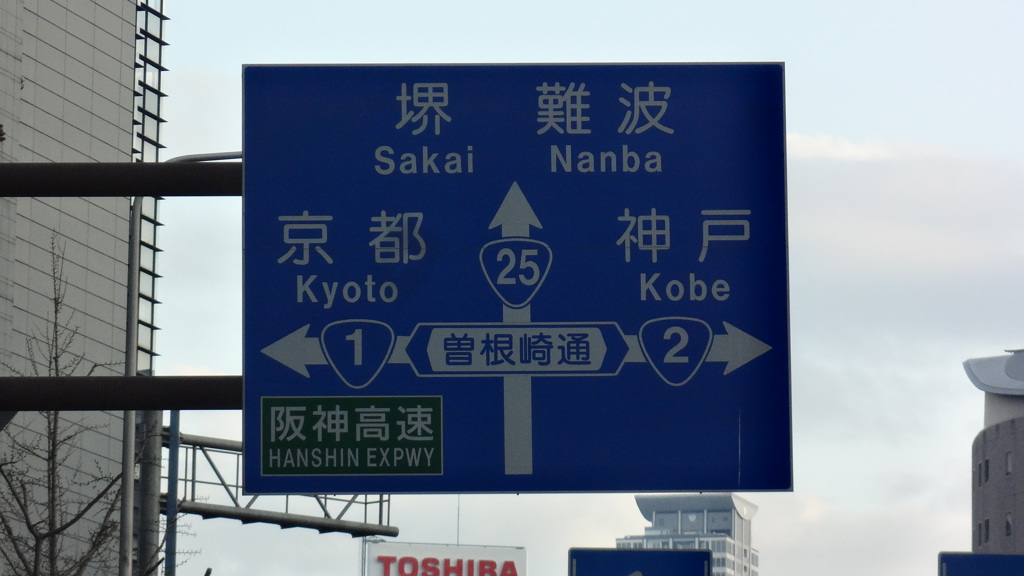 堺 難波
Sakai Nanba
京都 神戸
Kyoto Kobe
25
1 曽根崎通 2
阪神高速
HANSHIN EXPWY
TOSHIBA